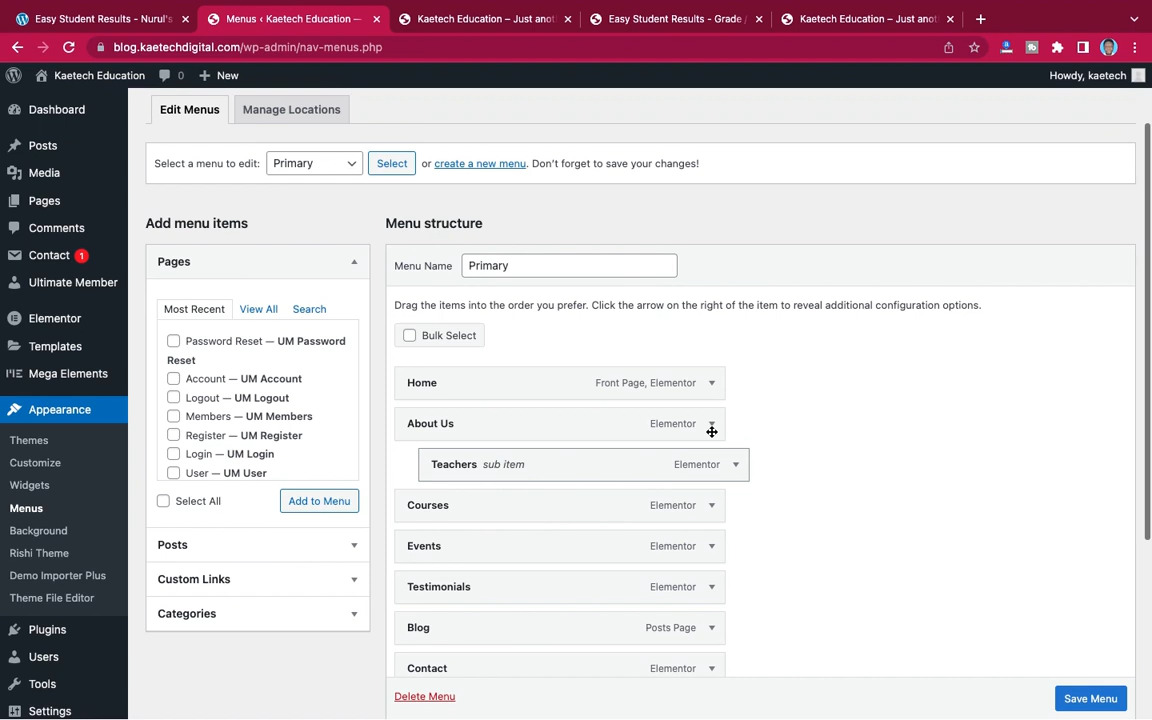 Easy Student Results - Nurul's
Menus ‹ Kaetech Education —
Kaetech Education – Just anot
Easy Student Results - Grade /
Kaetech Education – Just anot
blog.kaetechdigital.com/wp-admin/nav-menus.php
Kaetech Education
0
New
Howdy, kaetech
Dashboard
Posts
Media
Pages
Comments
Contact 1
Ultimate Member
Elementor
Templates
Mega Elements
Appearance
Themes
Customize
Widgets
Menus
Background
Rishi Theme
Demo Importer Plus
Theme File Editor
Plugins
Users
Tools
Settings
Edit Menus
Manage Locations
Select a menu to edit: Primary Select or create a new menu. Don’t forget to save your changes!
Add menu items
Pages
Most Recent View All Search
Password Reset — UM Password
Reset
Account — UM Account
Logout — UM Logout
Members — UM Members
Register — UM Register
Login — UM Login
User — UM User
Select All Add to Menu
Posts
Custom Links
Categories
Menu structure
Menu Name Primary
Drag the items into the order you prefer. Click the arrow on the right of the item to reveal additional configuration options.
Bulk Select
Home Front Page, Elementor
About Us Elementor
Teachers sub item Elementor
Courses Elementor
Events Elementor
Testimonials Elementor
Blog Posts Page
Contact Elementor
Delete Menu
Save Menu